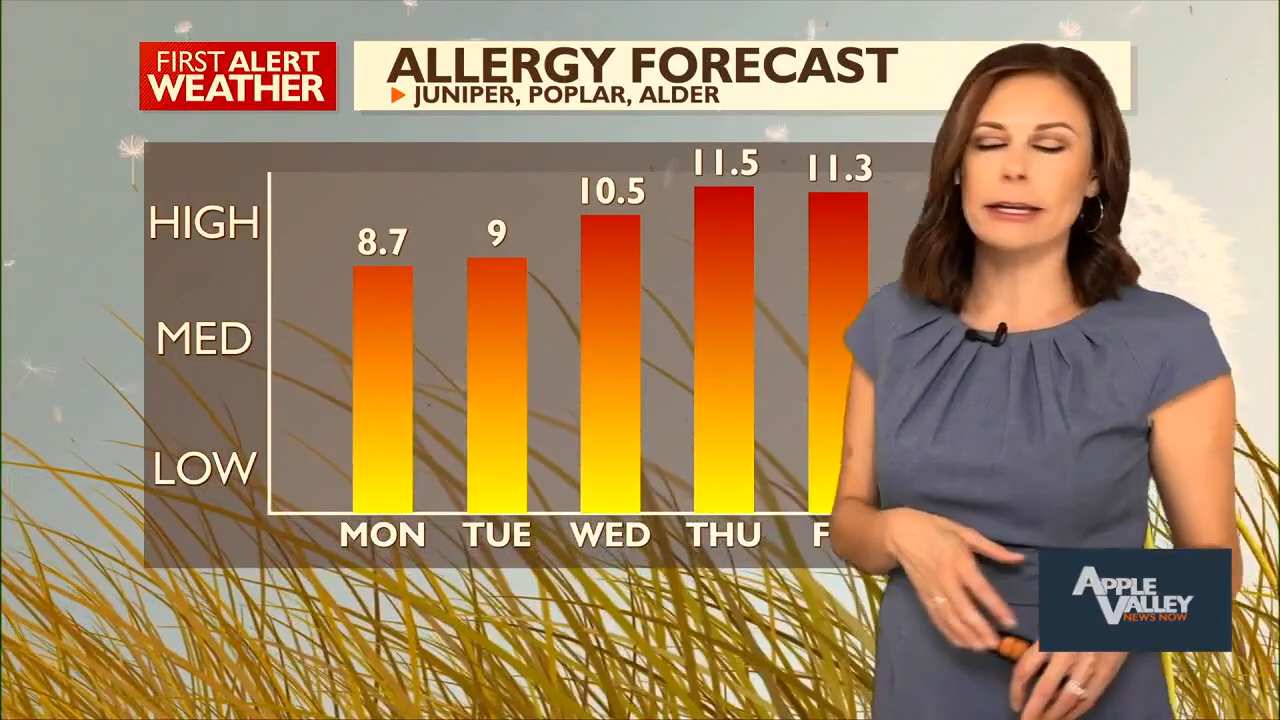 FIRST ALERT
WEATHER
ALLERGY FORECAST
JUNIPER, POPLAR, ALDER
HIGH
MED
LOW
8.7
9
10.5
11.5
11.3
MON
TUE
WED
THU
F
APPLE
VALLEY
NEWS NOW